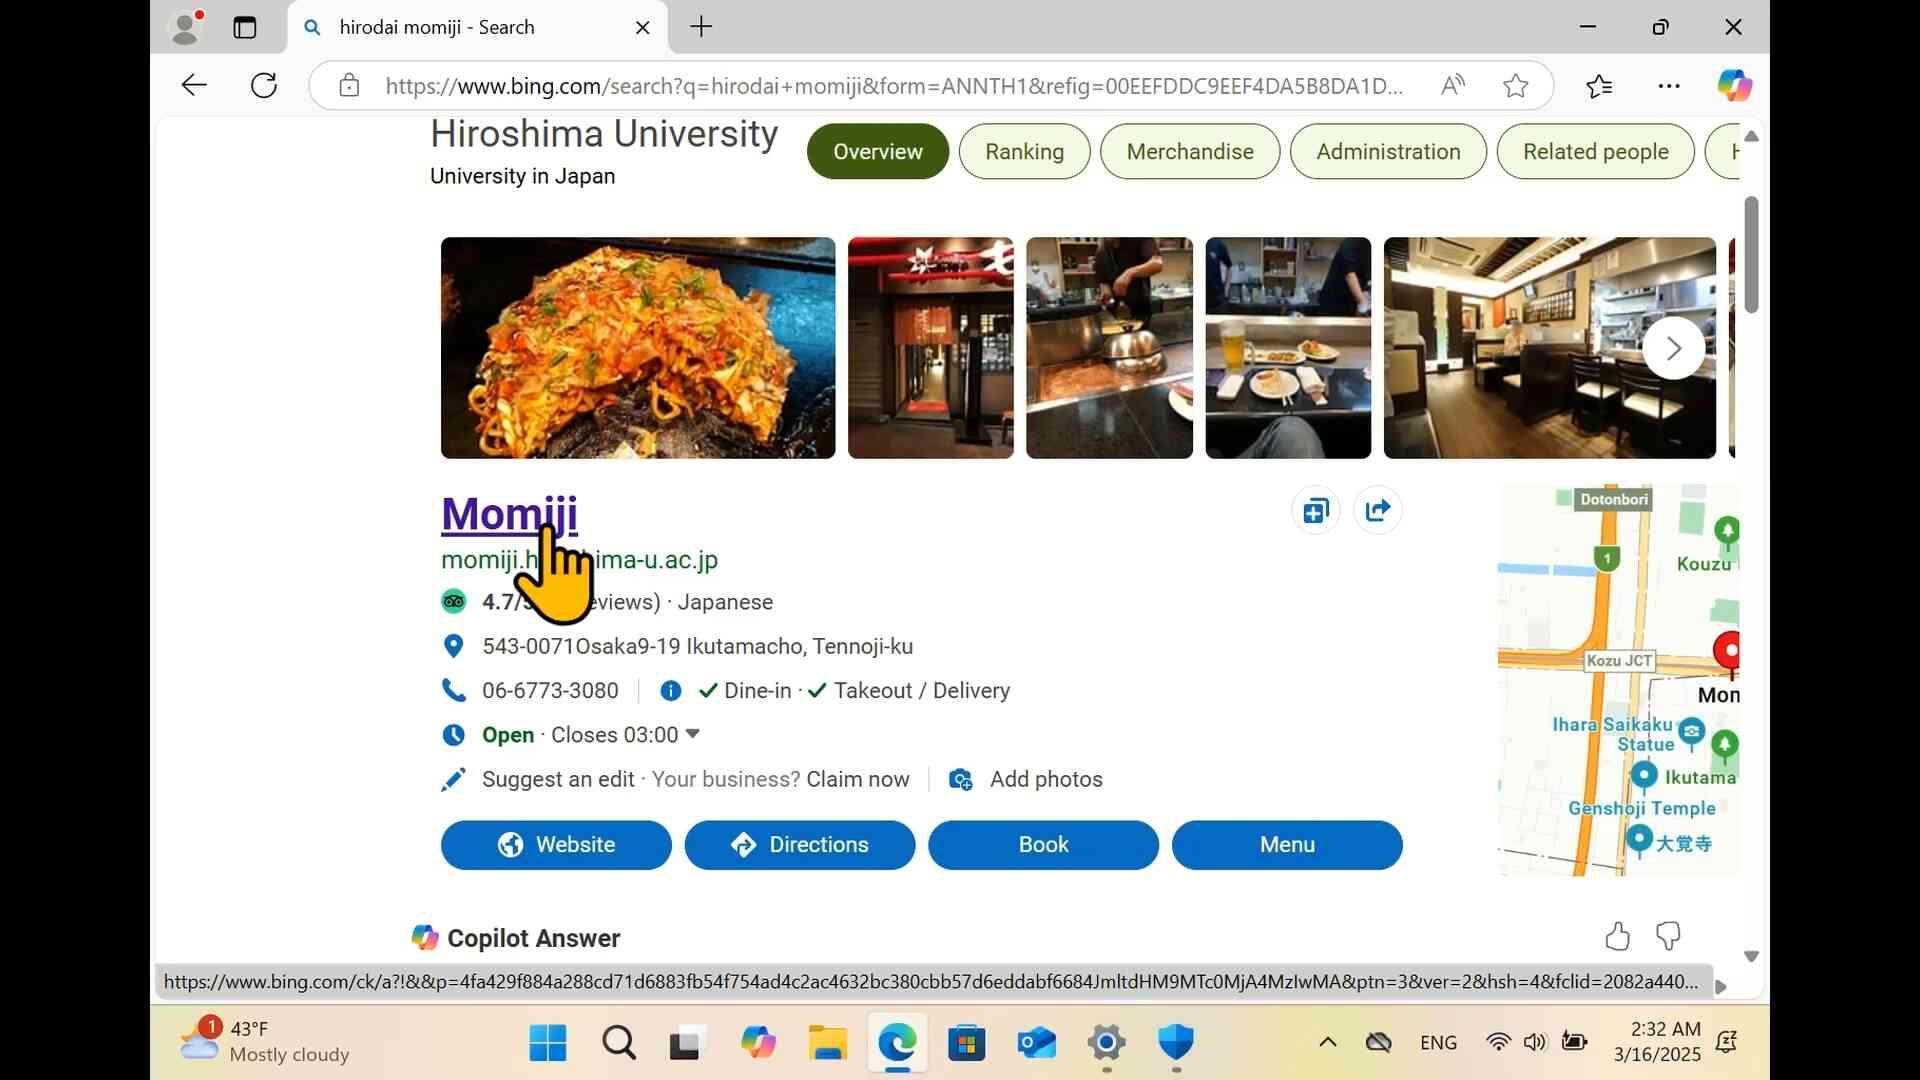 hirodai momiji - Search
https://www.bing.com/search?q=hirodai+momiji&form=ANNTH1&refig=00EEFDDC9EEF4DA5B8DA1D...
Hiroshima University
University in Japan
Overview
Ranking
Merchandise
Administration
Related people
Momiji
momiji.h ima-u.ac.jp
4.7/5 eviews) · Japanese
543-0071Osaka9-19 Ikutamacho, Tennoji-ku
06-6773-3080
Dine-in · Takeout / Delivery
Open · Closes 03:00
Suggest an edit · Your business? Claim now
Add photos
Website
Directions
Book
Menu
Dotonbori
1
Kouzu
Kozu JCT
Mon
Ihara Saikaku
Statue
Ikutama
Genshoji Temple
大覚寺
Copilot Answer
https://www.bing.com/ck/a?!&&p=4fa429f884a288cd71d6883fb54f754ad4c2ac4632bc380cbb57d6eddabf6684JmltdHM9MTc0MjA4MzIwMA&ptn=3&ver=2&hsh=4&fclid=2082a440...
1
43°F
Mostly cloudy
ENG
2:32 AM
3/16/2025